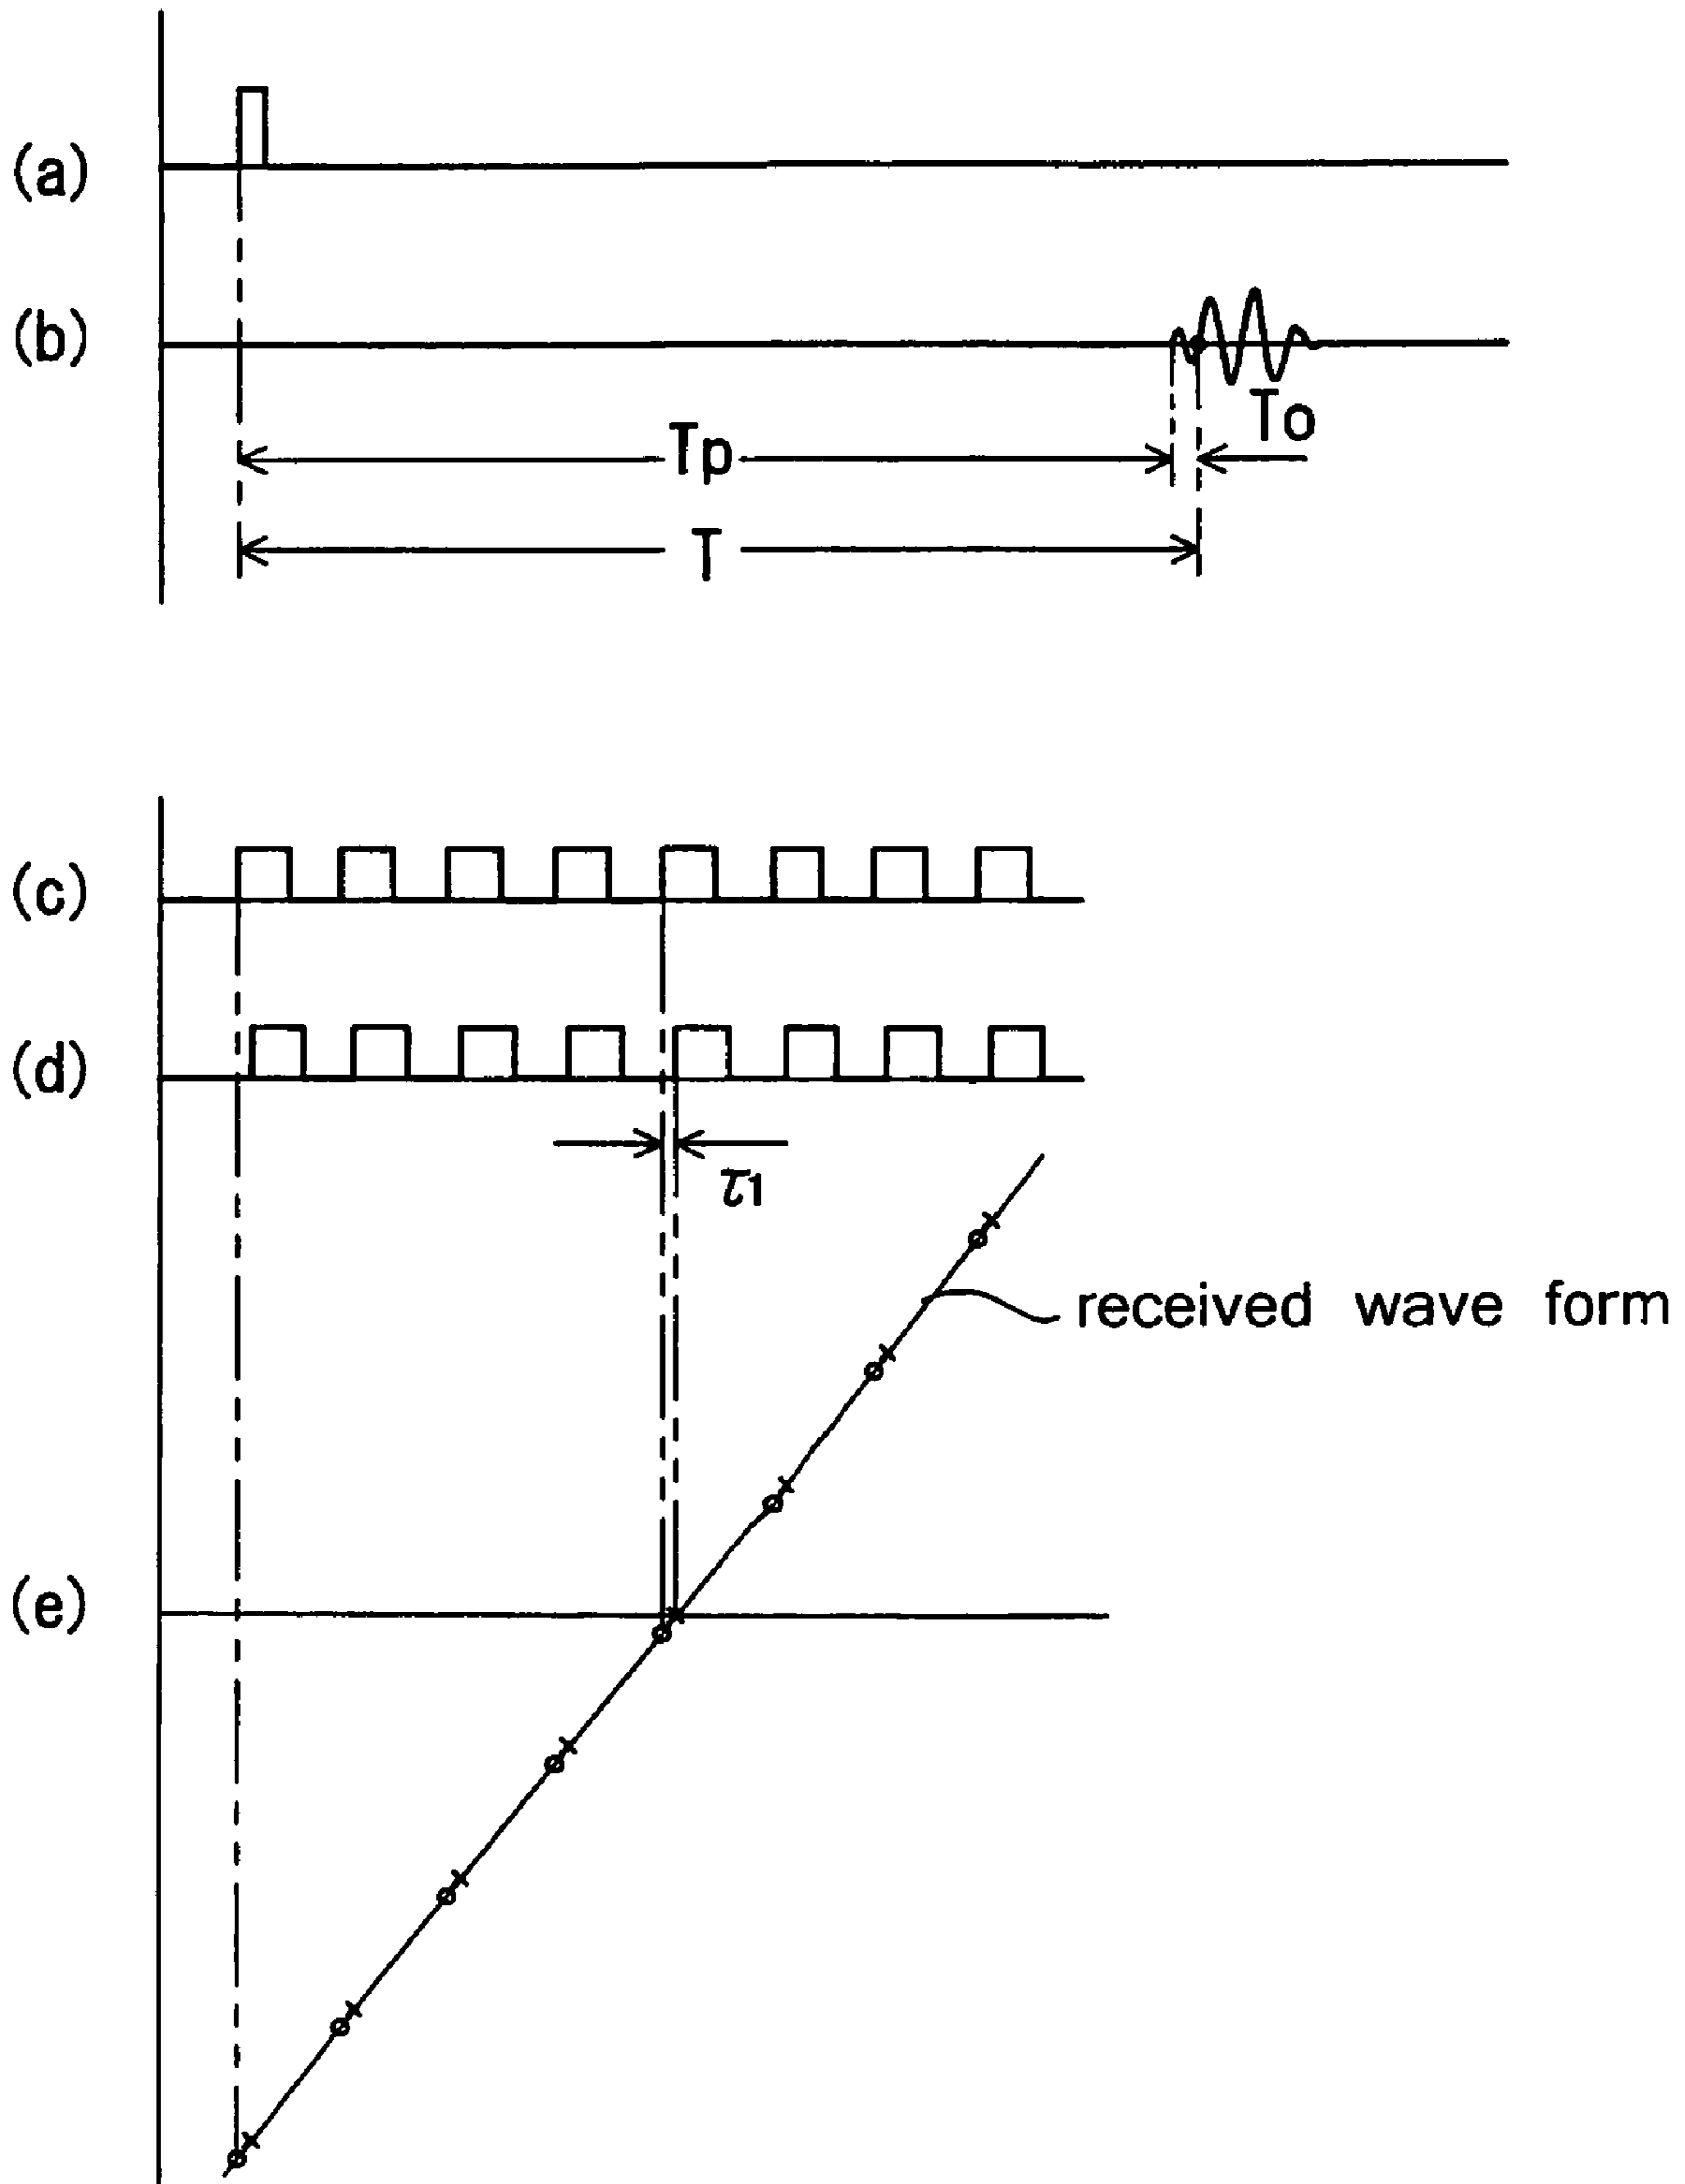 (a)
(b)
To
Tp
T
(c)
(d)
τ1
received wave form
(e)